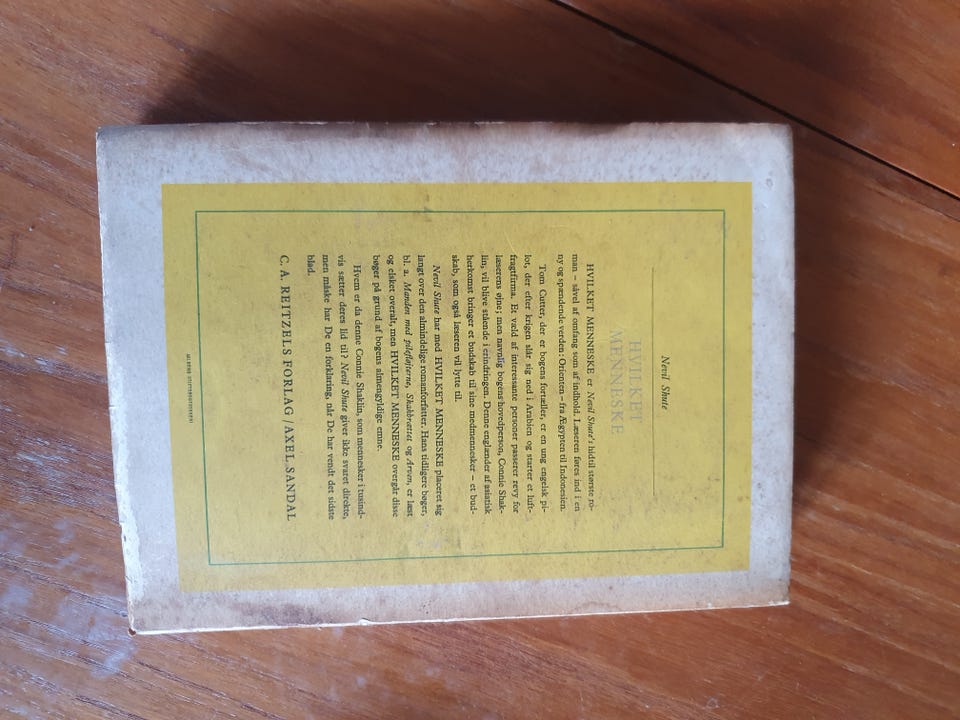 Nevil Shute
HVILKET
MENNESKE
HVILKET MENNESKE er Nevil Shute's hidtil største ro-
man – såvel af omfang som af indhold. Læseren føres ind i en
ny og spændende verden: Orienten – fra Ægypten til Indonesien.
Tom Cutter, der er bogens fortæller, er en ung engelsk pi-
lot, der efter krigen slår sig ned i Arabien og starter et luft-
fragtfirma. Et væld af interessante personer passerer revy for
læserens øjne; men navnlig bogens hovedperson, Connie Shak-
lin, vil blive stående i erindringen. Denne englænder af asiatisk
herkomst bringer et budskab til sine medmennesker – et bud-
skab, som også læseren vil lytte til.
Nevil Shute har med HVILKET MENNESKE placeret sig
langt over den almindelige romanforfatter. Hans tidligere bøger,
bl. a. Manden med pilefløjterne, Skakbrættet og Arven, er læst
og elsket overalt, men HVILKET MENNESKE overgår disse
bøger på grund af bogens almengyldige emne.
Hvem er da denne Connie Shaklin, som mennesker i tusind-
vis sætter deres lid til? Nevil Shute giver ikke svaret direkte,
men måske har De en forklaring, når De har vendt det sidste
blad.
C. A. REITZELS FORLAG / AXEL SANDAL